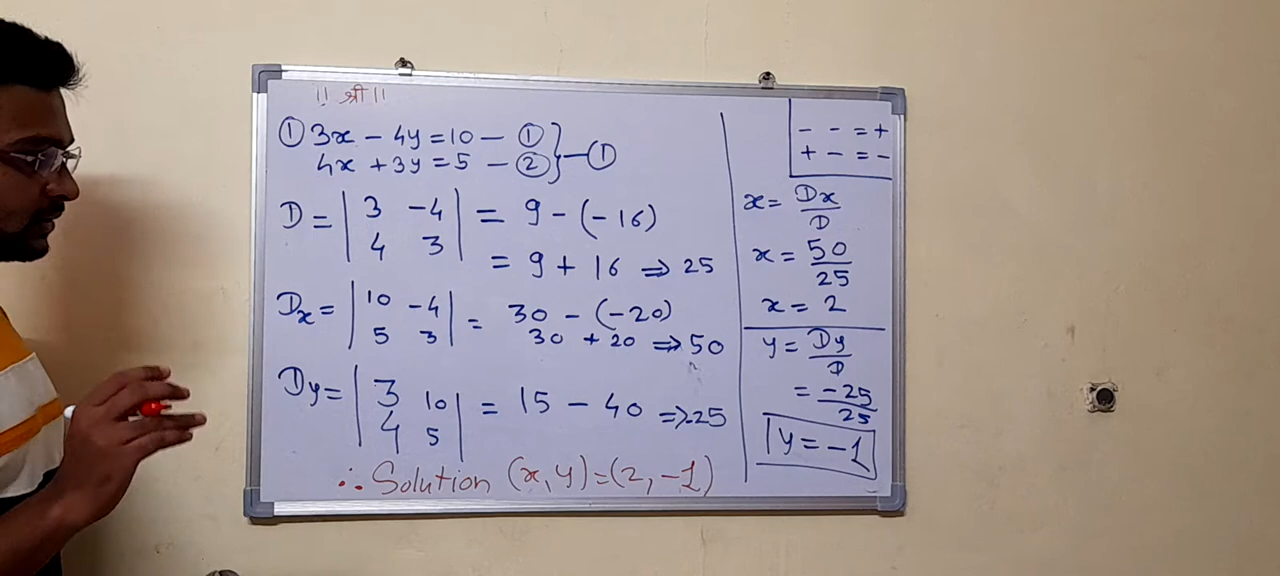 ।। श्री ।।
① 3x - 4y = 10 - ①
4x + 3y = 5 - ② } - ①
D = | 3 -4 | = 9 - (-16)
| 4 3 | = 9 + 16 ⇒ 25
Dx = | 10 -4 | = 30 - (-20)
| 5 3 | 30 + 20 ⇒ 50
Dy = | 3 10 | = 15 - 40 ⇒ -25
| 4 5 |
∴ Solution (x, y) = (2, -1)
- - = +
+ - = -
x = Dx/D
x = 50/25
x = 2
y = Dy/D
= -25/25
y = -1